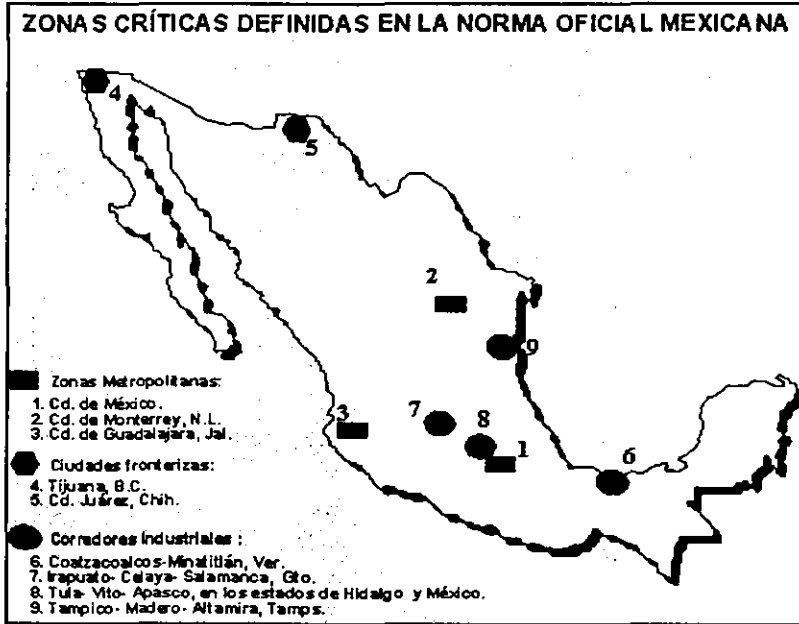 ZONAS CRÍTICAS DEFINIDAS EN LA NORMA OFICIAL MEXICANA
4
5
2
9
3
7
8
1
6
Zonas Metropolitanas:
1. Cd. de México.
2. Cd. de Monterrey, N.L.
3. Cd. de Guadalajara, Jal.
Ciudades fronterizas:
4. Tijuana, B.C.
5. Cd. Juárez, Chih.
Corredores Industriales :
6. Coatzacoalcos-Minatitlán, Ver.
7. Irapuato- Celaya- Salamanca, Gto.
8. Tula- Vito- Apasco, en los estados de Hidalgo y México.
9. Tampico- Madero- Altamira, Tamps.